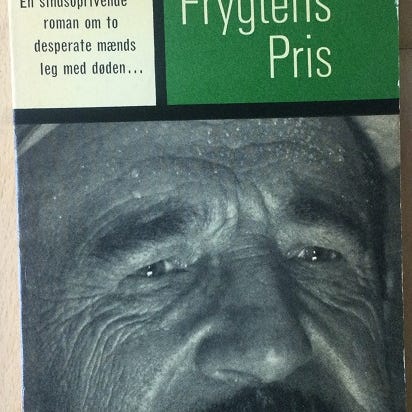 En sindsoprivende
roman om to
desperate mænds
leg med døden...
Frygtens
Pris